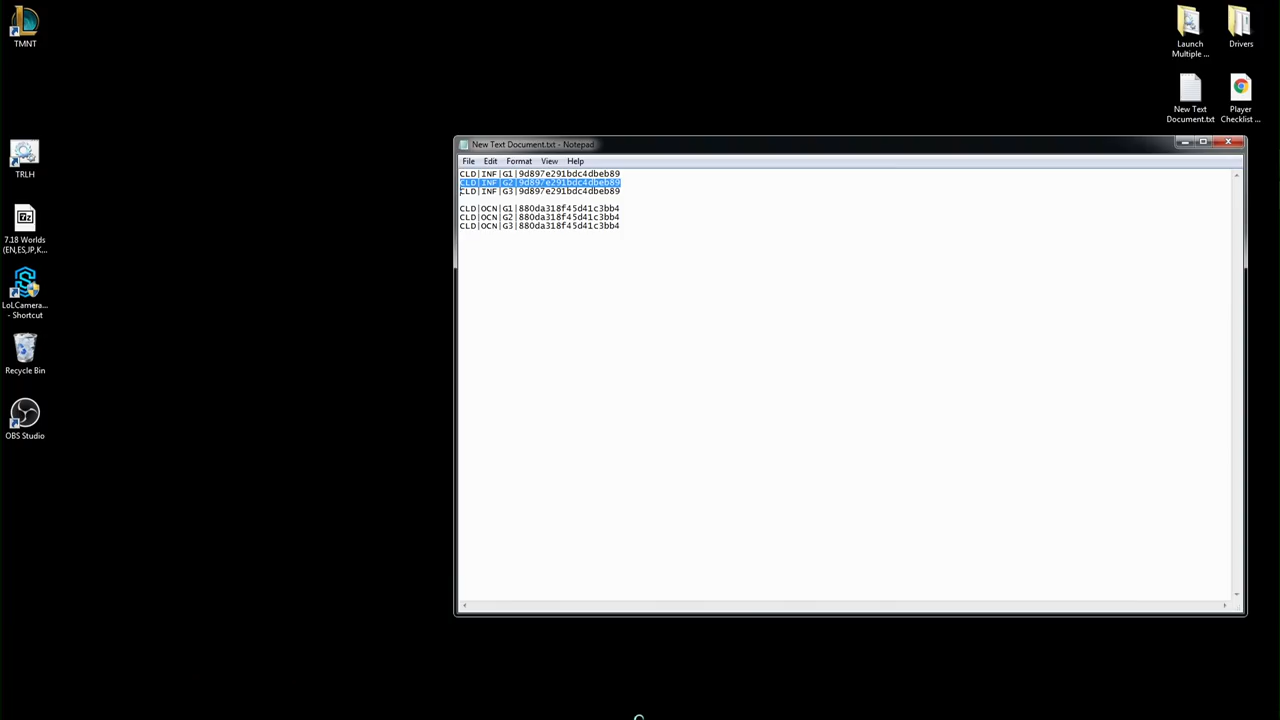 TMNT
TRLH
7.18 Worlds
(EN,ES,JP,K...
LoLCamera...
- Shortcut
Recycle Bin
OBS Studio
Launch
Multiple ...
Drivers
New Text
Document.txt
Player
Checklist ...
New Text Document.txt - Notepad
File Edit Format View Help
CLD|INF|G1|9d897e291bdc4dbeb89
CLD|INF|G2|9d897e291bdc4dbeb89
CLD|INF|G3|9d897e291bdc4dbeb89
CLD|OCN|G1|880da318f45d41c3bb4
CLD|OCN|G2|880da318f45d41c3bb4
CLD|OCN|G3|880da318f45d41c3bb4